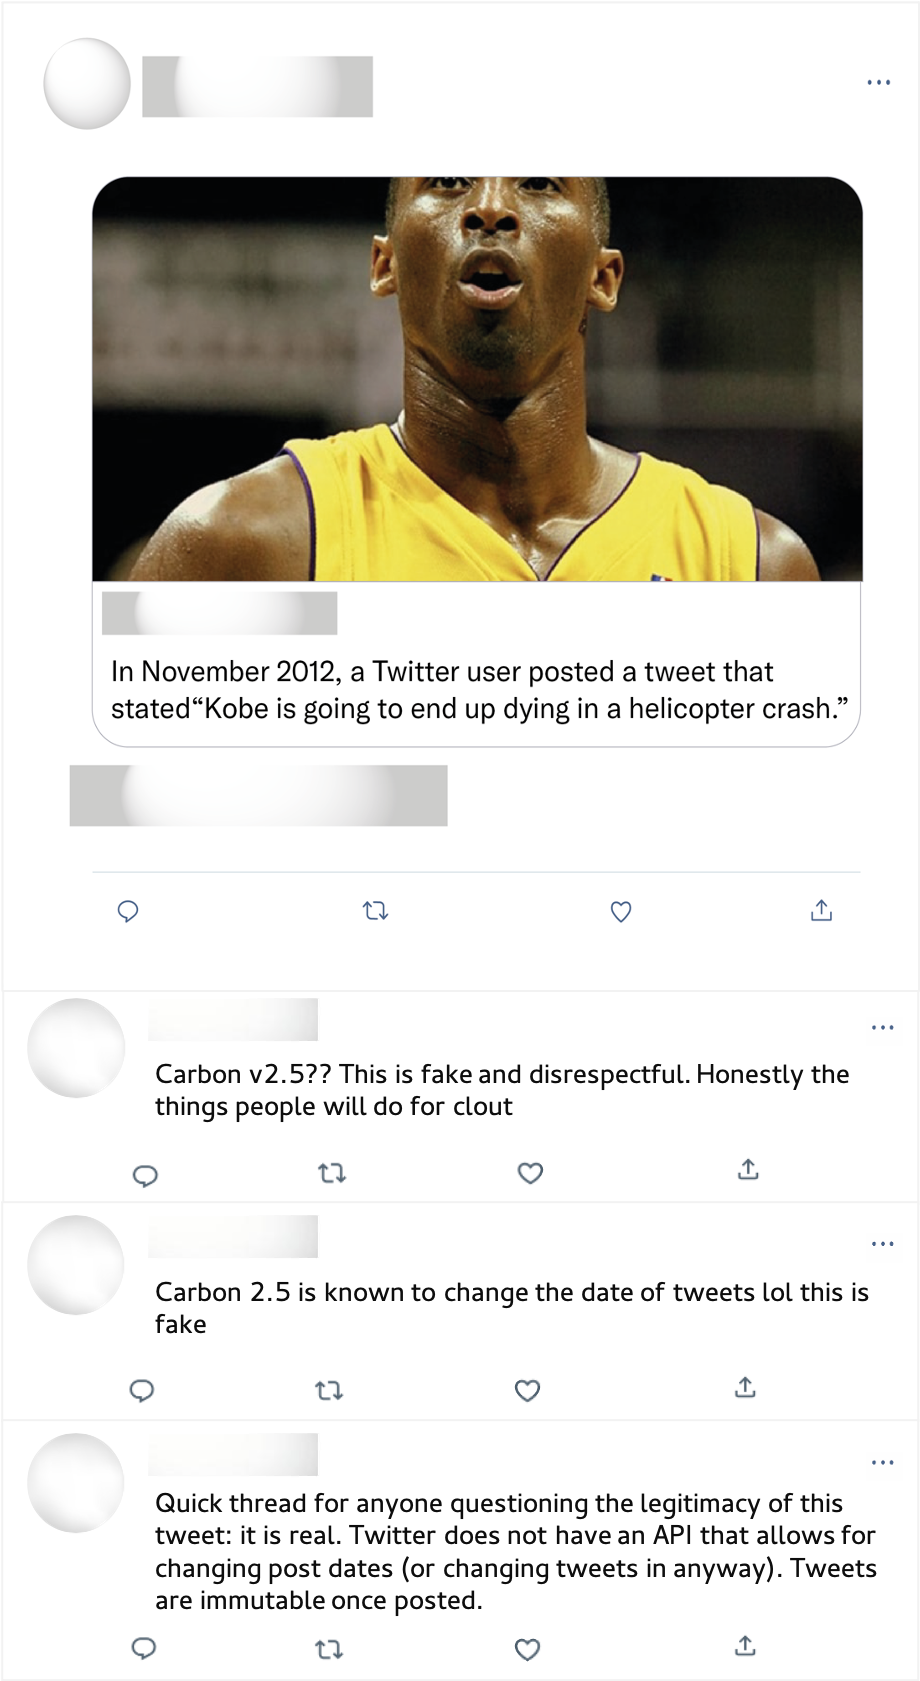 In November 2012, a Twitter user posted a tweet that
stated“Kobe is going to end up dying in a helicopter crash.”
Carbon v2.5?? This is fake and disrespectful. Honestly the
things people will do for clout
Carbon 2.5 is known to change the date of tweets lol this is
fake
Quick thread for anyone questioning the legitimacy of this
tweet: it is real. Twitter does not have an API that allows for
changing post dates (or changing tweets in anyway). Tweets
are immutable once posted.